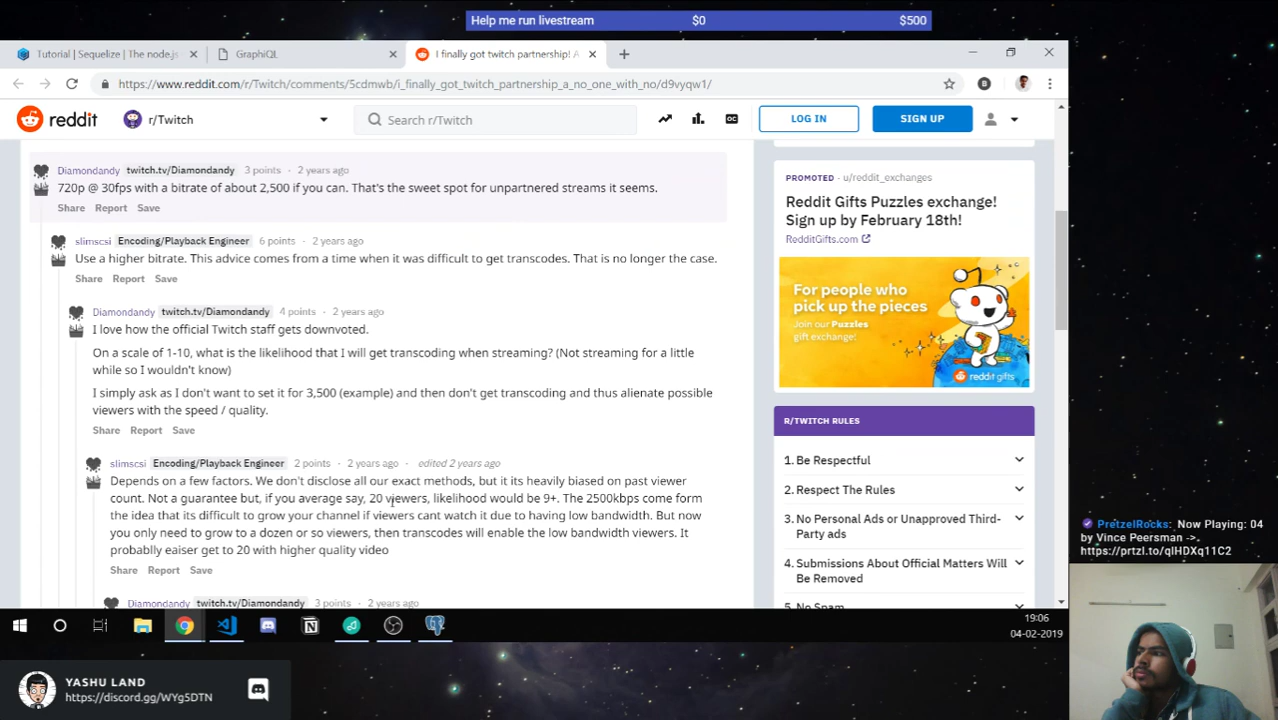 Help me run livestream $0 $500
Tutorial | Sequelize | The node.js
GraphiQL
I finally got twitch partnership! A
https://www.reddit.com/r/Twitch/comments/5cdmwb/i_finally_got_twitch_partnership_a_no_one_with_no/d9vyqw1/
B
reddit
r/Twitch
Search r/Twitch
LOG IN
SIGN UP
Diamondandy twitch.tv/Diamondandy 3 points · 2 years ago
720p @ 30fps with a bitrate of about 2,500 if you can. That's the sweet spot for unpartnered streams it seems.
Share Report Save
slimscsi Encoding/Playback Engineer 6 points · 2 years ago
Use a higher bitrate. This advice comes from a time when it was difficult to get transcodes. That is no longer the case.
Share Report Save
Diamondandy twitch.tv/Diamondandy 4 points · 2 years ago
I love how the official Twitch staff gets downvoted.
On a scale of 1-10, what is the likelihood that I will get transcoding when streaming? (Not streaming for a little
while so I wouldn't know)
I simply ask as I don't want to set it for 3,500 (example) and then don't get transcoding and thus alienate possible
viewers with the speed / quality.
Share Report Save
slimscsi Encoding/Playback Engineer 2 points · 2 years ago · edited 2 years ago
Depends on a few factors. We don't disclose all our exact methods, but it its heavily biased on past viewer
count. Not a guarantee but, if you average say, 20 viewers, likelihood would be 9+. The 2500kbps come form
the idea that its difficult to grow your channel if viewers cant watch it due to having low bandwidth. But now
you only need to grow to a dozen or so viewers, then transcodes will enable the low bandwidth viewers. It
probablly eaiser get to 20 with higher quality video
Share Report Save
Diamondandy twitch.tv/Diamondandy 3 points · 2 years ago
PROMOTED · u/reddit_exchanges
Reddit Gifts Puzzles exchange!
Sign up by February 18th!
RedditGifts.com
For people who
pick up the pieces
Join our Puzzles
gift exchange!
reddit gifts
R/TWITCH RULES
1. Be Respectful
2. Respect The Rules
3. No Personal Ads or Unapproved Third-
Party ads
4. Submissions About Official Matters Will
Be Removed
5. No Spam
PretzelRocks: Now Playing: 04
by Vince Peersman ->
https://prtzl.to/qlHDXq11C2
19:06
04-02-2019
YASHU LAND
https://discord.gg/WYg5DTN